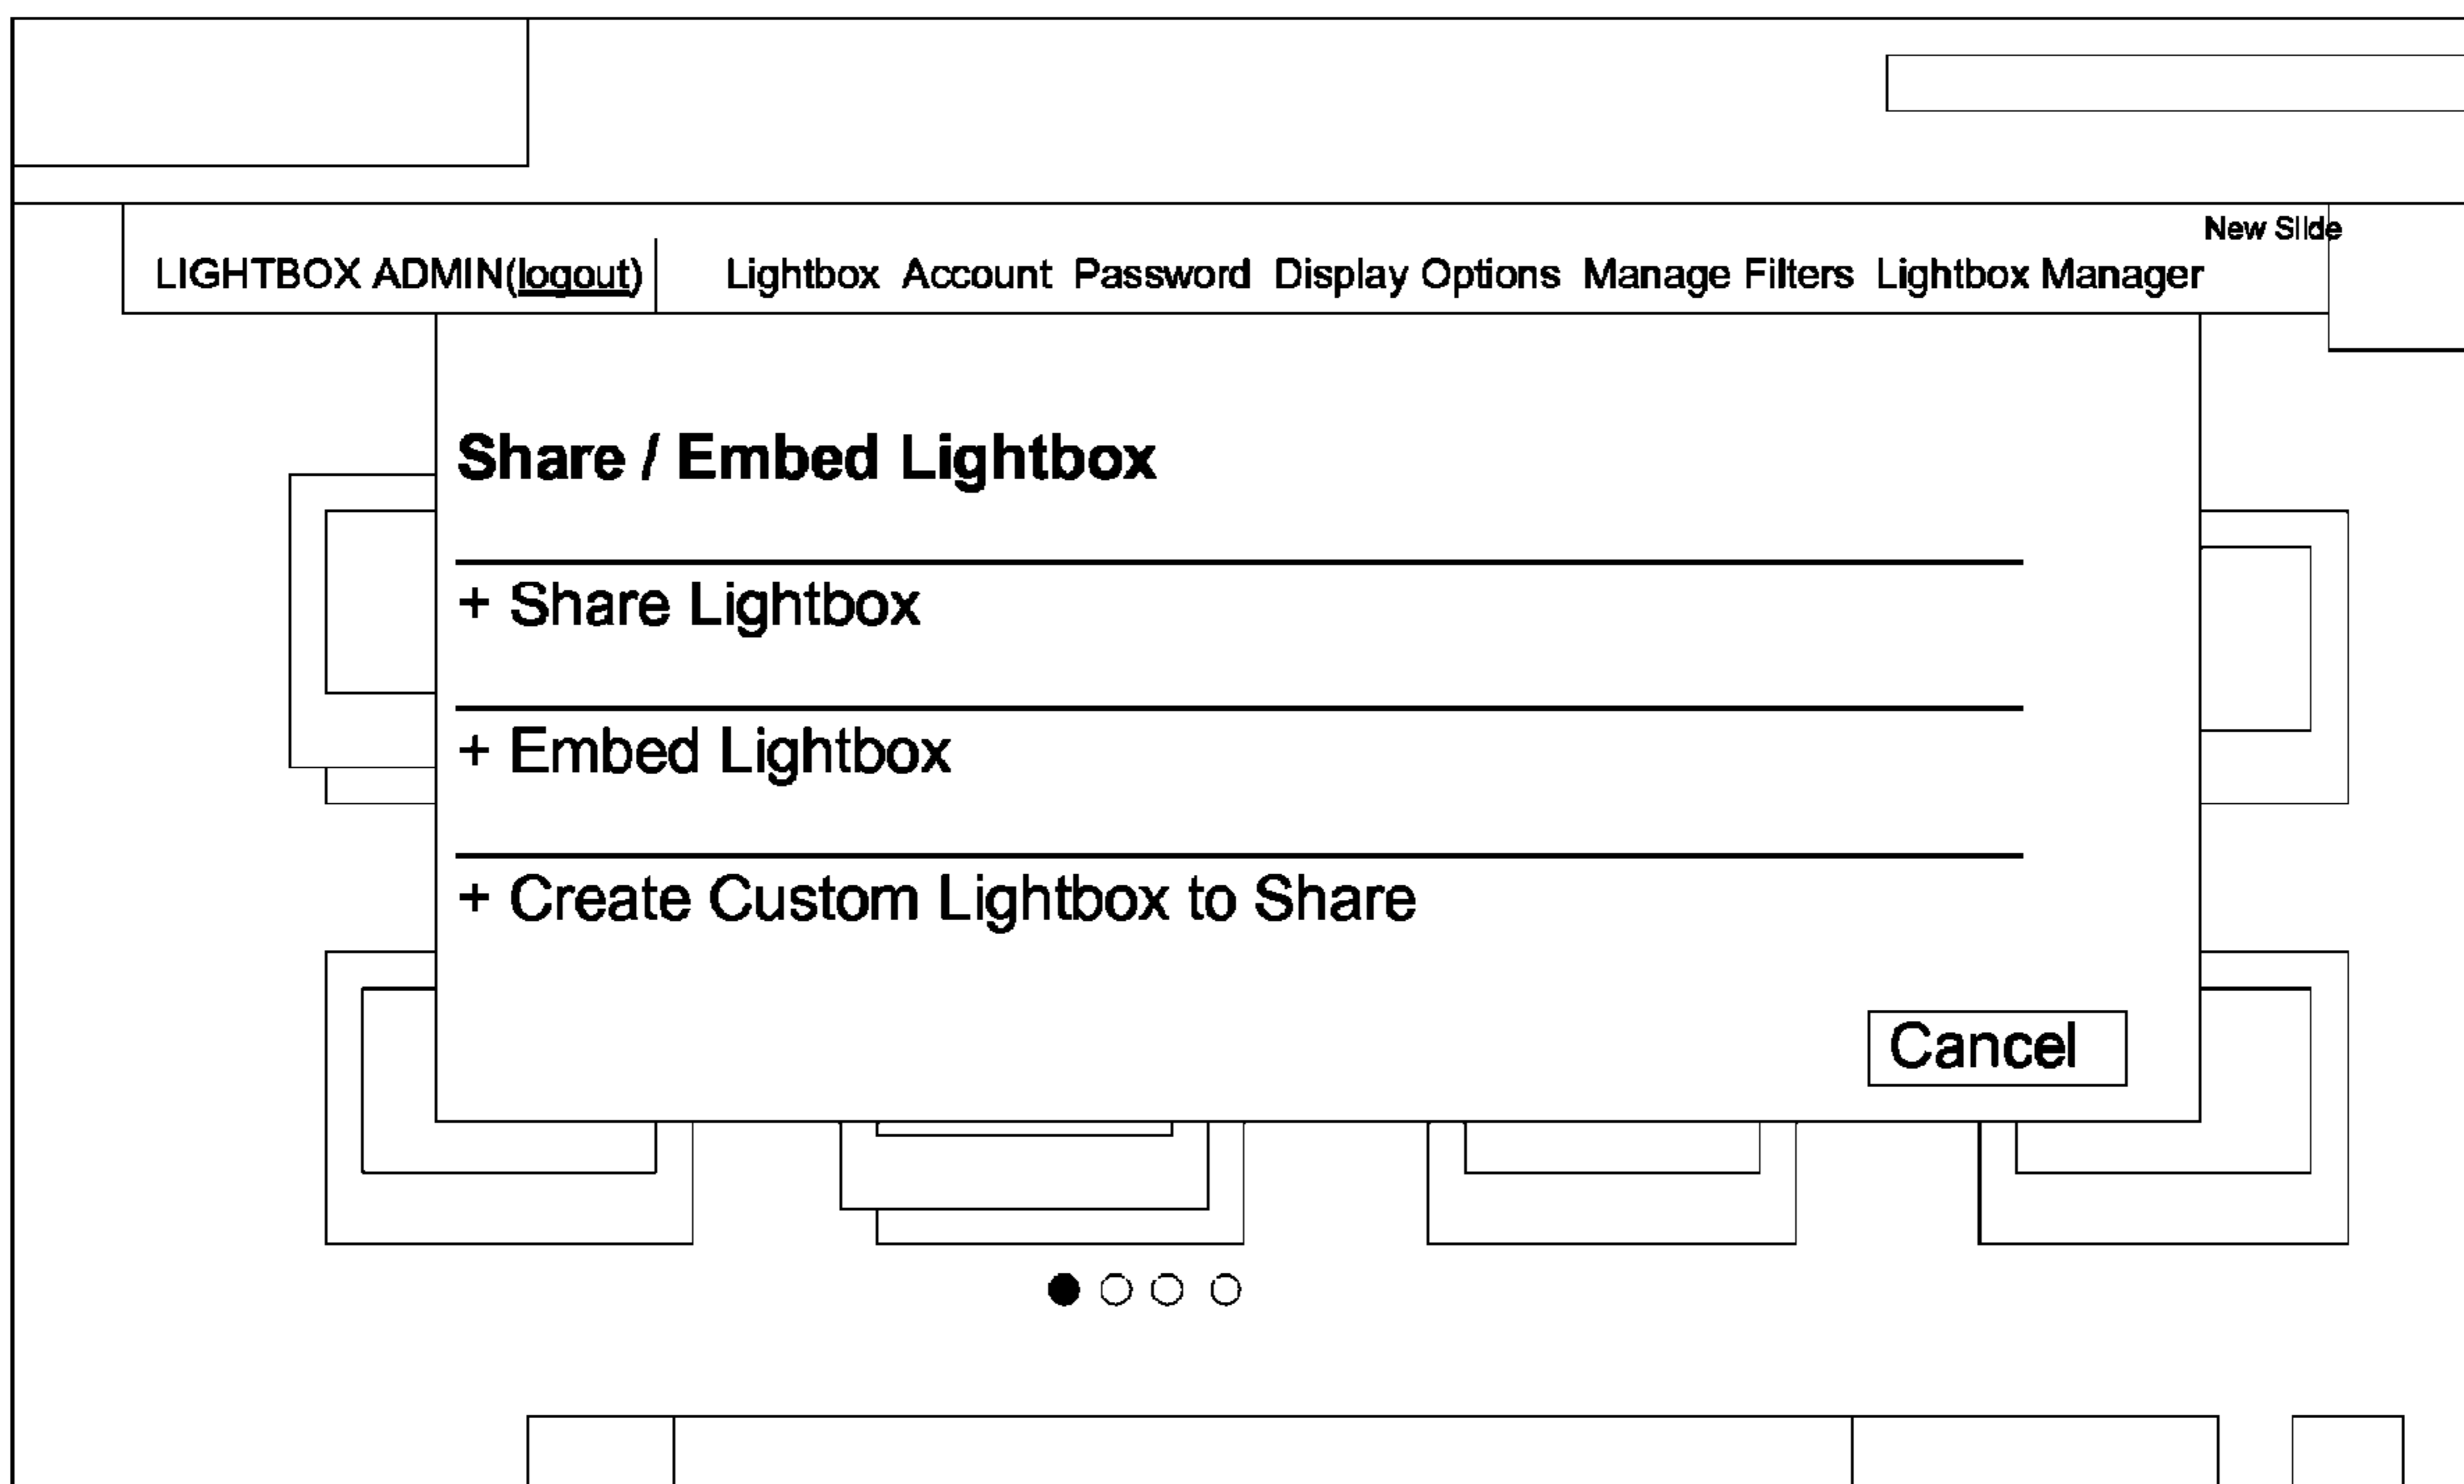 New Slide
LIGHTBOX ADMIN(logout) Lightbox Account Password Display Options Manage Filters Lightbox Manager
Share / Embed Lightbox
+ Share Lightbox
+ Embed Lightbox
+ Create Custom Lightbox to Share
Cancel